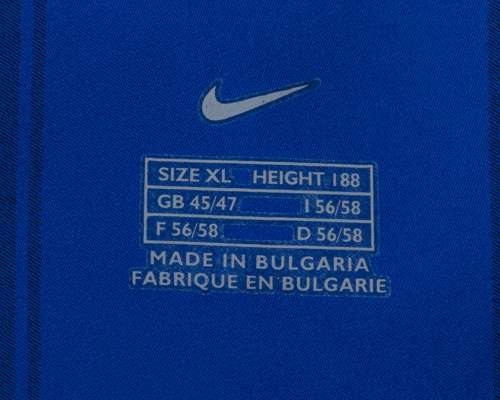 SIZE XL HEIGHT 188
GB 45/47 I 56/58
F 56/58 D 56/58
MADE IN BULGARIA
FABRIQUE EN BULGARIE